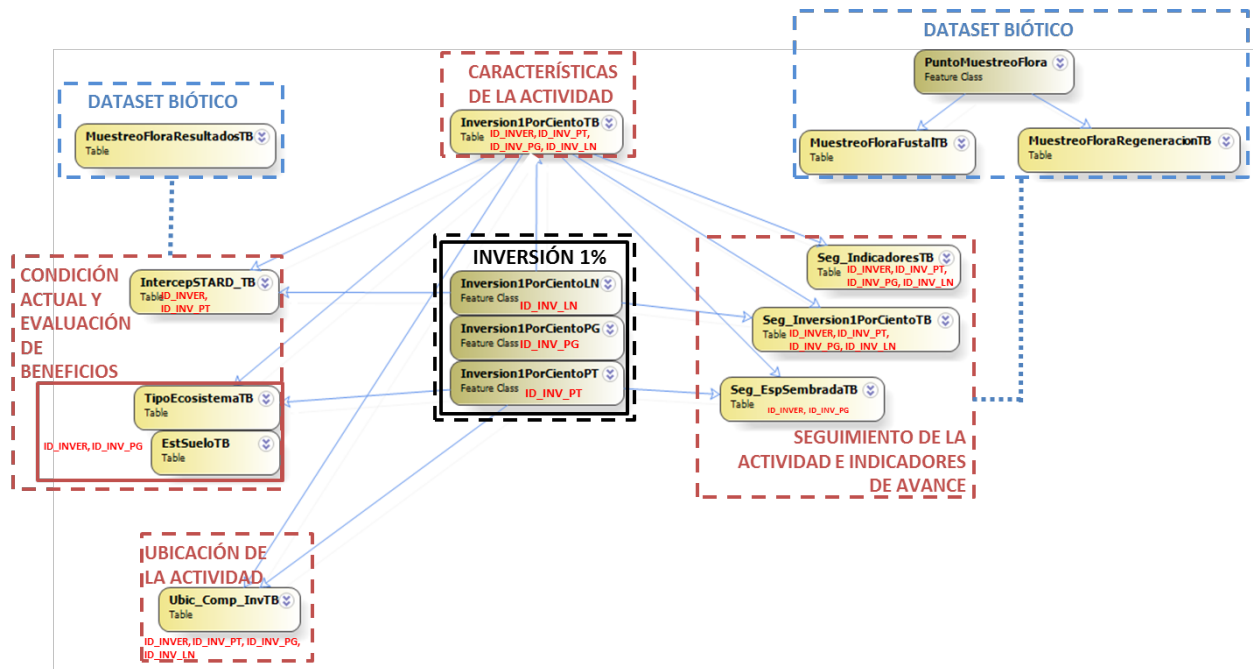 DATASET BIÓTICO
MuestreoFloraResultadosTB
Table
CARACTERÍSTICAS
DE LA ACTIVIDAD
Inversion1PorCientoTB
Table ID_INVER, ID_INV_PT,
ID_INV_PG, ID_INV_LN
DATASET BIÓTICO
PuntoMuestreoFlora
Feature Class
MuestreoFloraFustalTB
Table
MuestreoFloraRegeneracionTB
Table
CONDICIÓN
ACTUAL Y
EVALUACIÓN
DE
BENEFICIOS
IntercepSTARD_TB
Table ID_INVER,
ID_INV_PT
TipoEcosistemaTB
Table
ID_INVER, ID_INV_PG
EstSueloTB
Table
INVERSIÓN 1%
Inversion1PorCientoLN
Feature Class ID_INV_LN
Inversion1PorCientoPG
Feature Class ID_INV_PG
Inversion1PorCientoPT
Feature Class ID_INV_PT
Seg_IndicadoresTB
Table ID_INVER, ID_INV_PT,
ID_INV_PG, ID_INV_LN
Seg_Inversion1PorCientoTB
Table ID_INVER, ID_INV_PT,
ID_INV_PG, ID_INV_LN
Seg_EspSembradaTB
Table ID_INVER, ID_INV_PG
SEGUIMIENTO DE LA
ACTIVIDAD E INDICADORES
DE AVANCE
UBICACIÓN DE
LA ACTIVIDAD
Ubic_Comp_InvTB
Table
ID_INVER, ID_INV_PT, ID_INV_PG,
ID_INV_LN